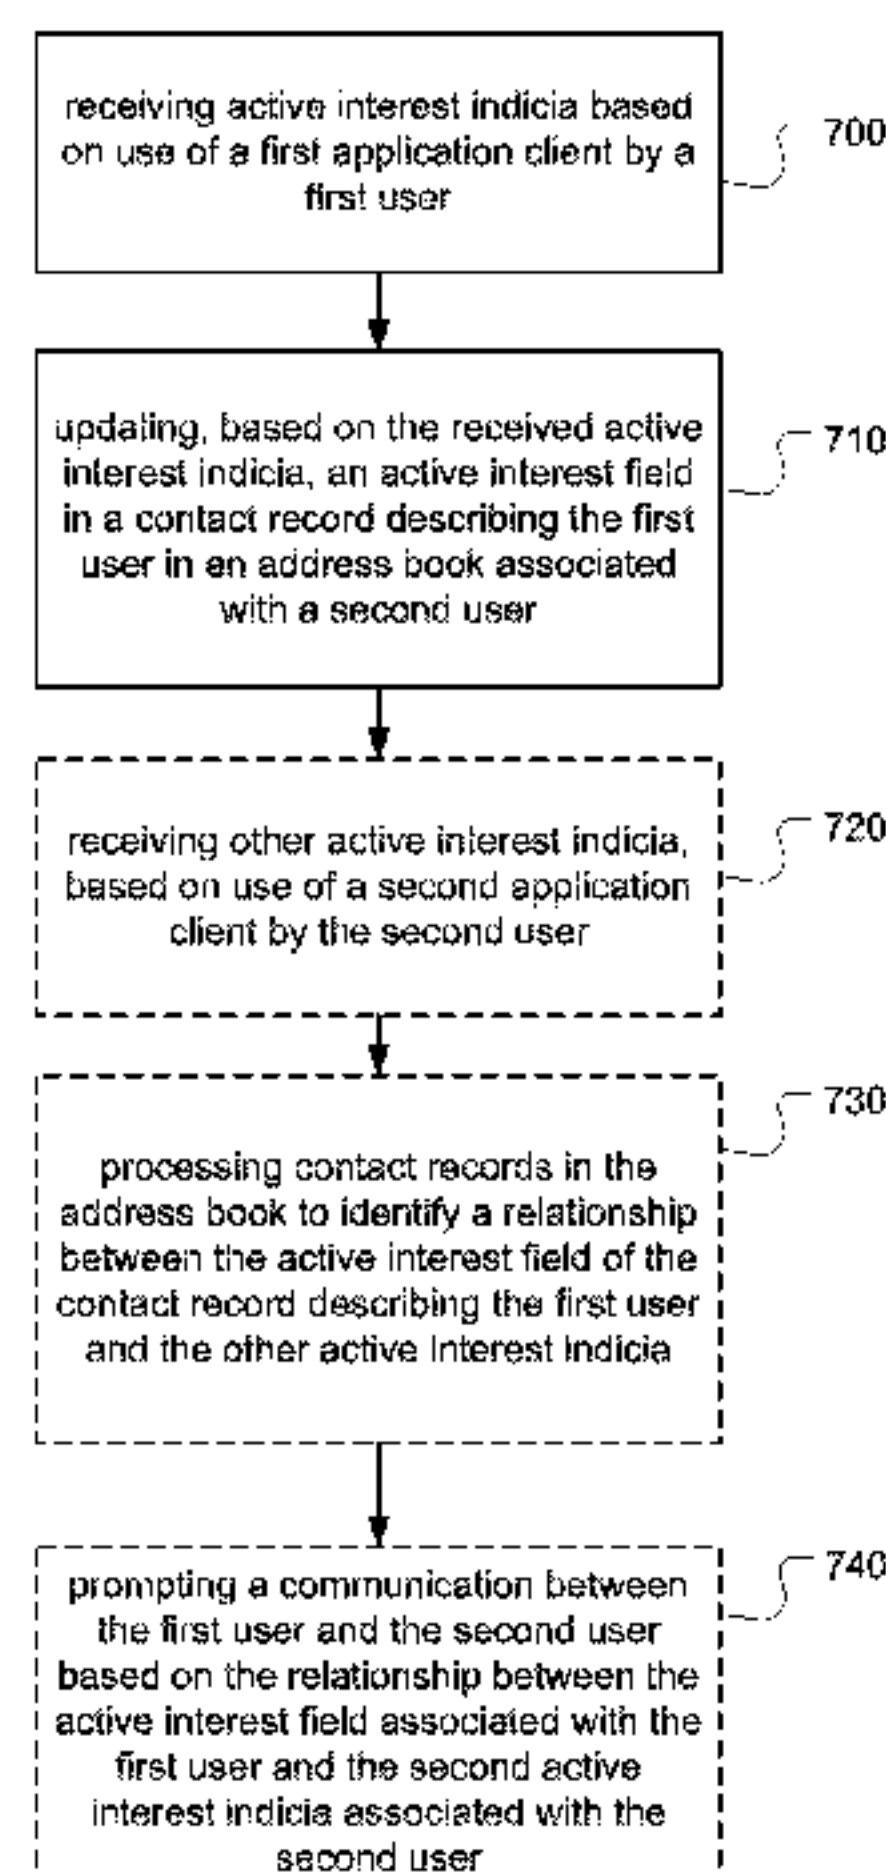 receiving active interest indicia based
on use of a first application client by a
first user
700
updating, based on the received active
interest indicia, an active interest field
in a contact record describing the first
user in an address book associated
with a second user
710
receiving other active interest indicia,
based on use of a second application
client by the second user
720
processing contact records in the
address book to identify a relationship
between the active interest field of the
contact record describing the first user
and the other active interest indicia
730
prompting a communication between
the first user and the second user
based on the relationship between the
active interest field associated with the
first user and the second active
interest indicia associated with the
second user
740